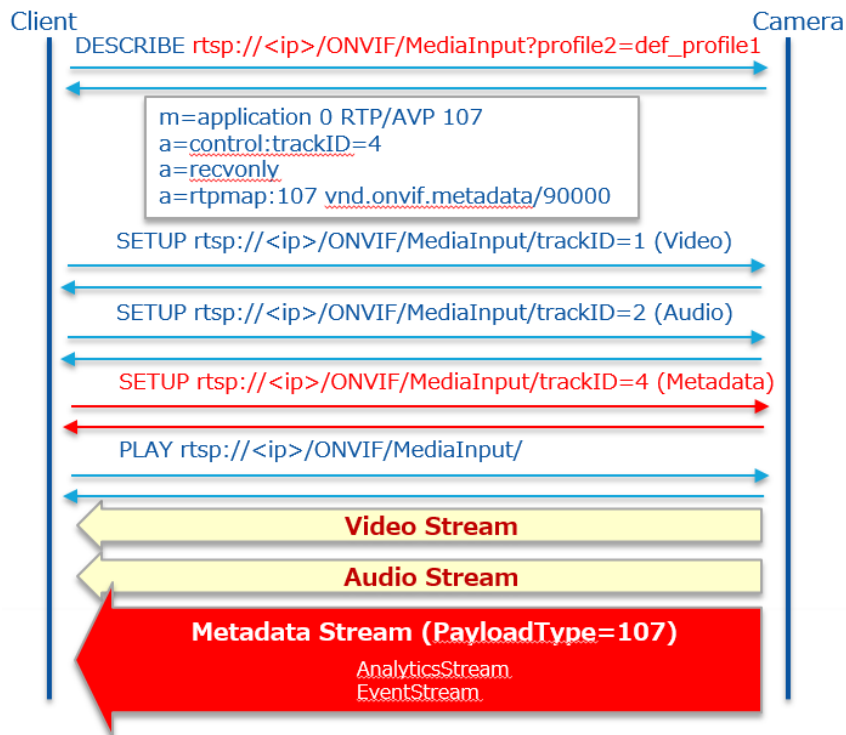 Client
Camera
DESCRIBE rtsp://<ip>/ONVIF/MediaInput?profile2=def_profile1
m=application 0 RTP/AVP 107
a=control:trackID=4
a=recvonly
a=rtpmap:107 vnd.onvif.metadata/90000
SETUP rtsp://<ip>/ONVIF/MediaInput/trackID=1 (Video)
SETUP rtsp://<ip>/ONVIF/MediaInput/trackID=2 (Audio)
SETUP rtsp://<ip>/ONVIF/MediaInput/trackID=4 (Metadata)
PLAY rtsp://<ip>/ONVIF/MediaInput/
Video Stream
Audio Stream
Metadata Stream (PayloadType=107)
AnalyticsStream
EventStream